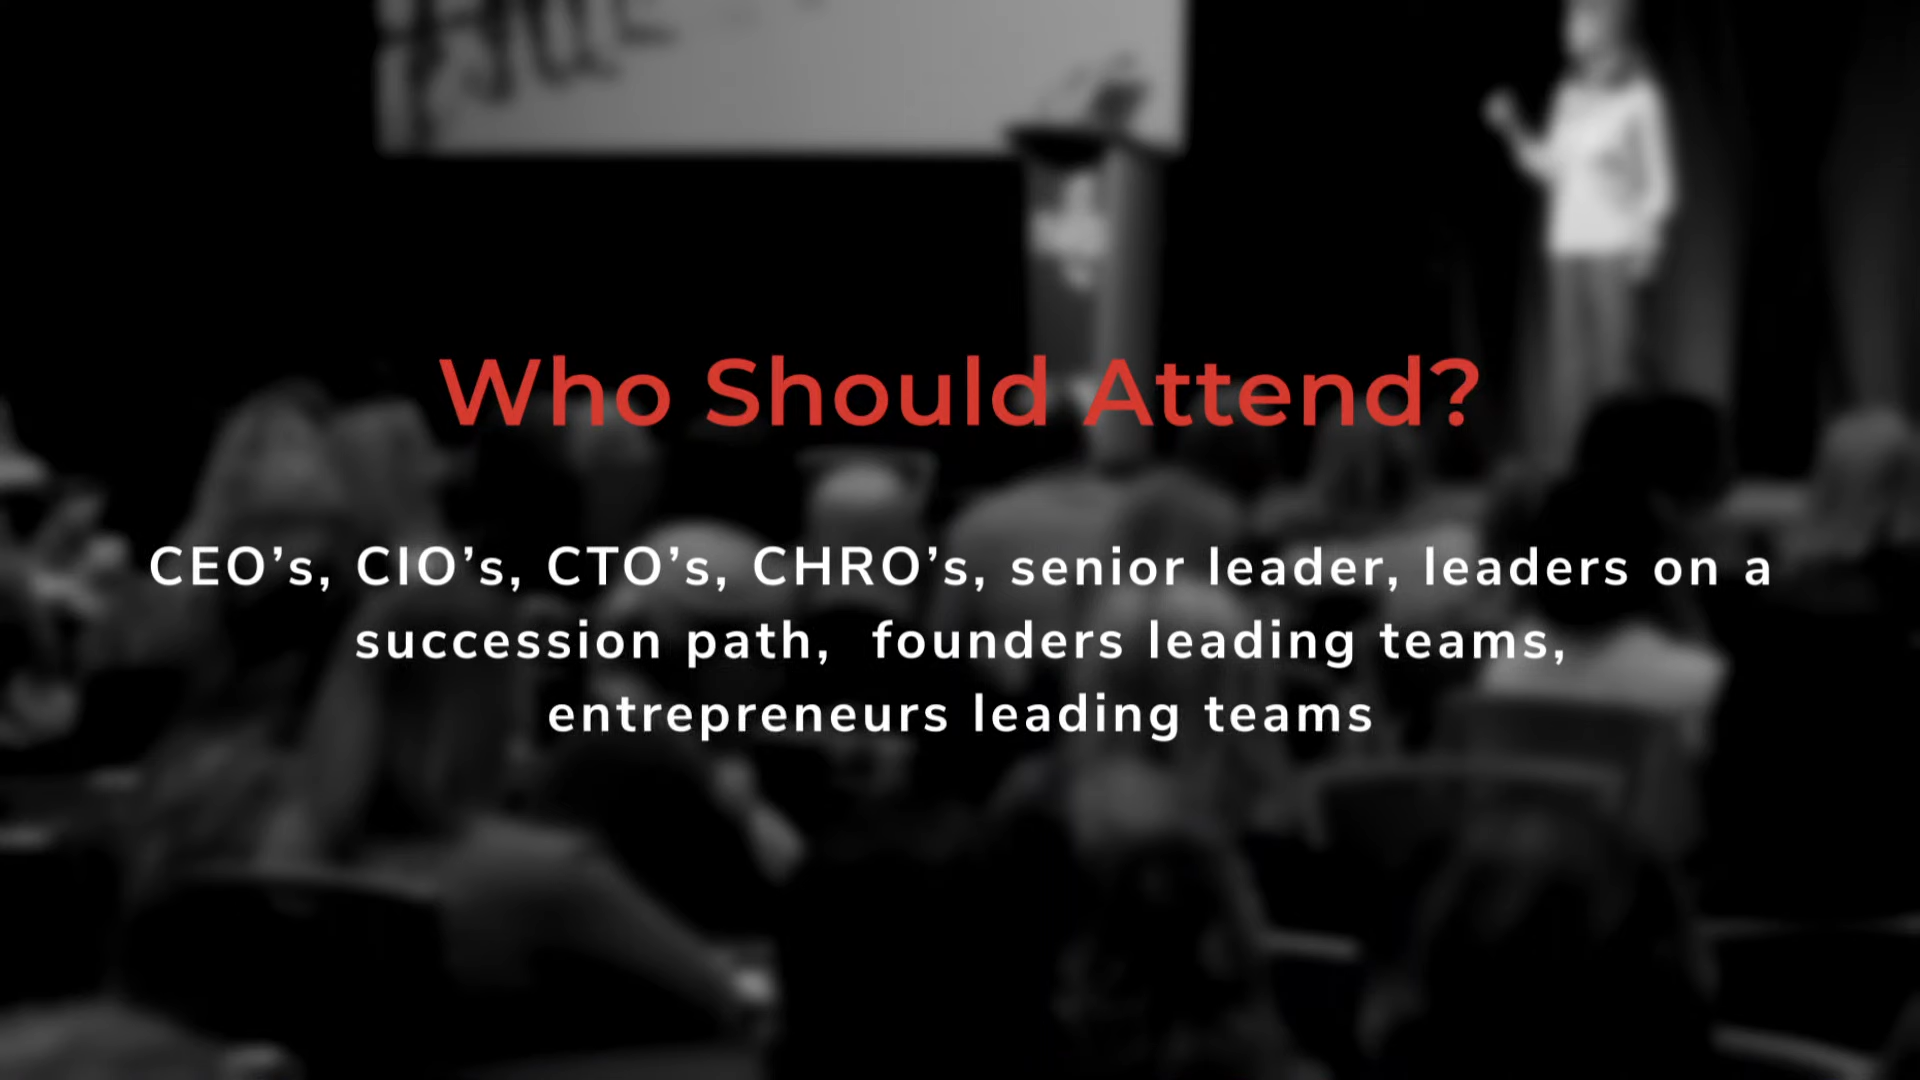 Who Should Attend?
CEO’s, CIO’s, CTO’s, CHRO’s, senior leader, leaders on a
succession path,  founders leading teams,
entrepreneurs leading teams